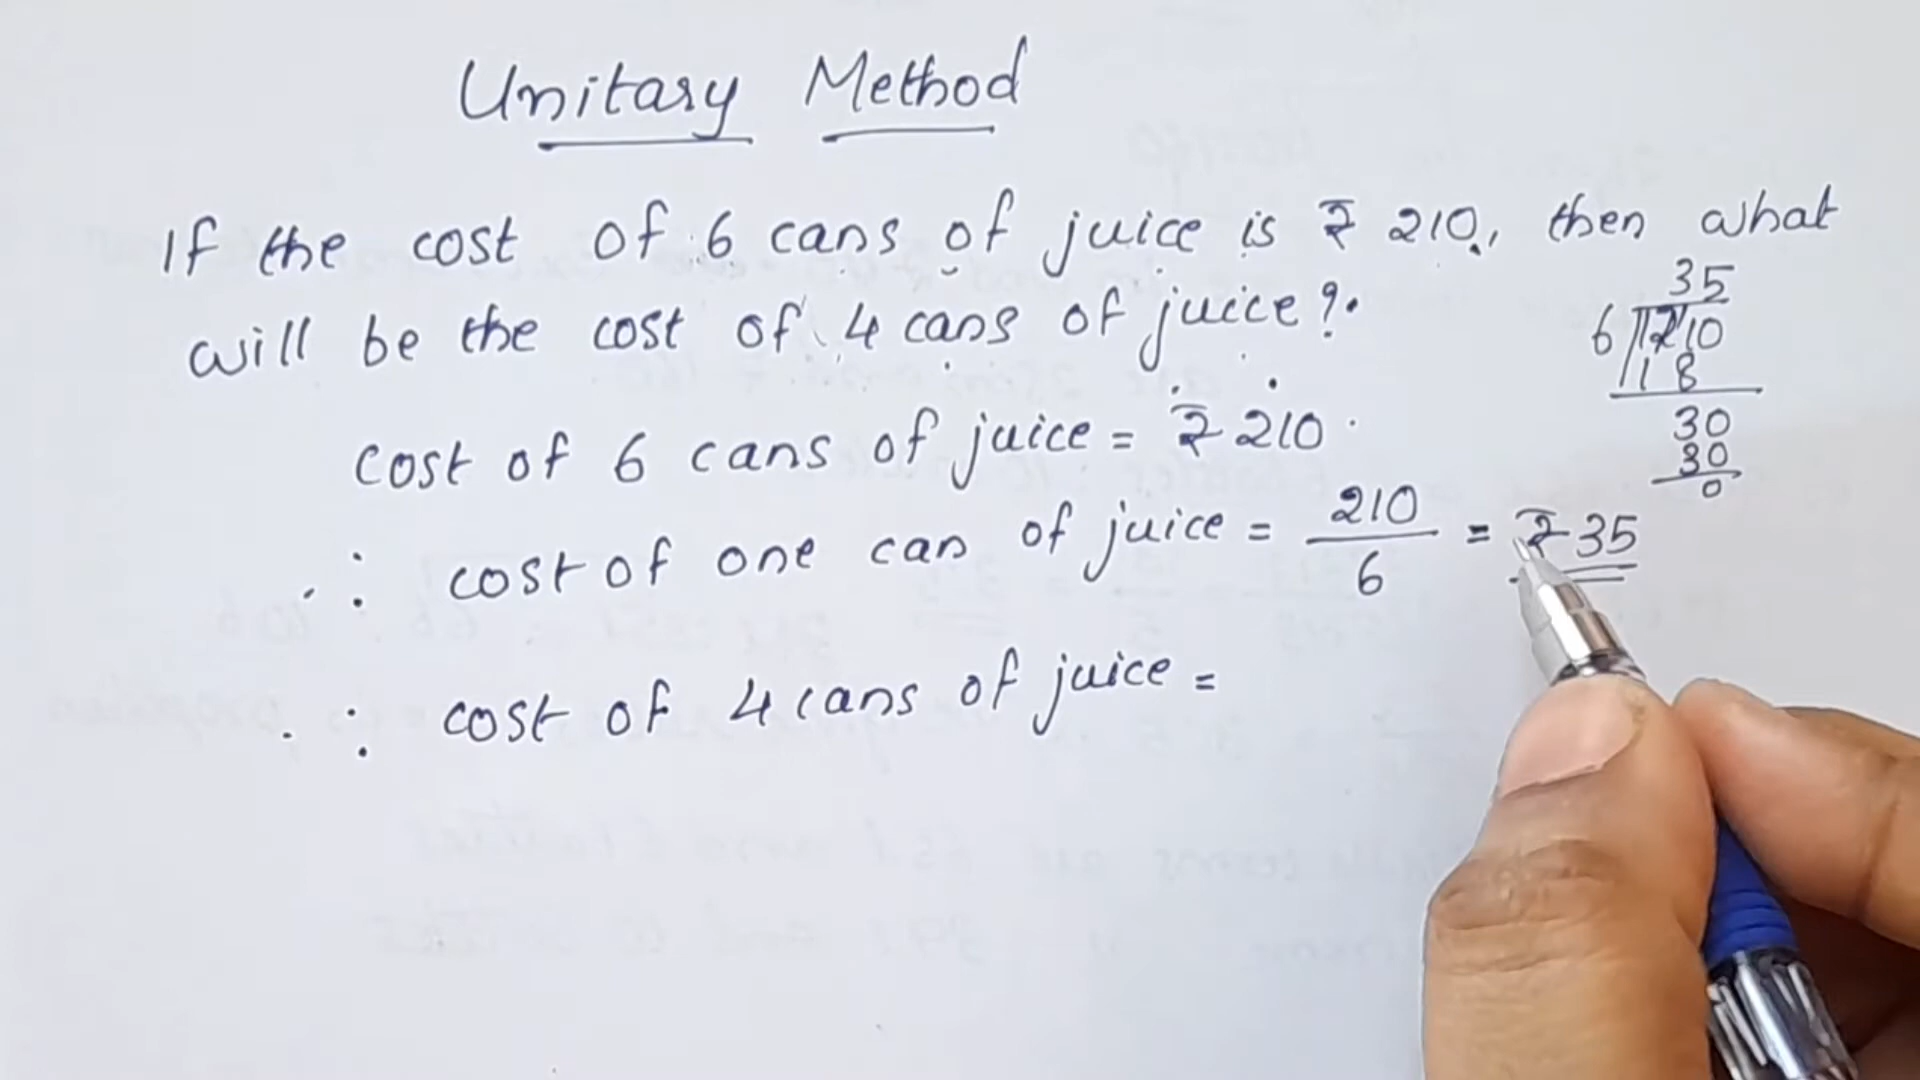 Unitary Method
If the cost of 6 cans of juice is ₹ 210, then what
will be the cost of 4 cans of juice?
35
6 210
18
30
30
0
cost of 6 cans of juice = ₹ 210
∴ cost of one can of juice = 210/6 = ₹ 35
∴ cost of 4 cans of juice =